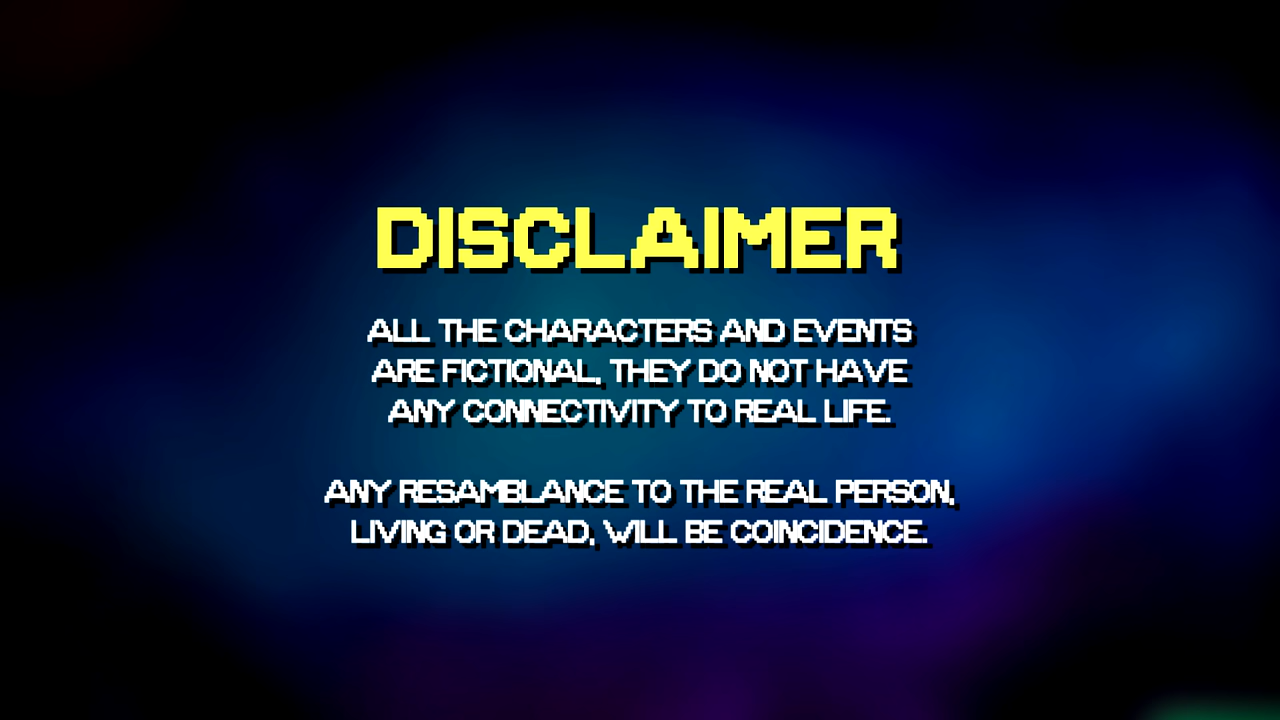 DISCLAIMER
ALL THE CHARACTERS AND EVENTS
ARE FICTIONAL, THEY DO NOT HAVE
ANY CONNECTIVITY TO REAL LIFE.
ANY RESAMBLANCE TO THE REAL PERSON,
LIVING OR DEAD, WILL BE COINCIDENCE.